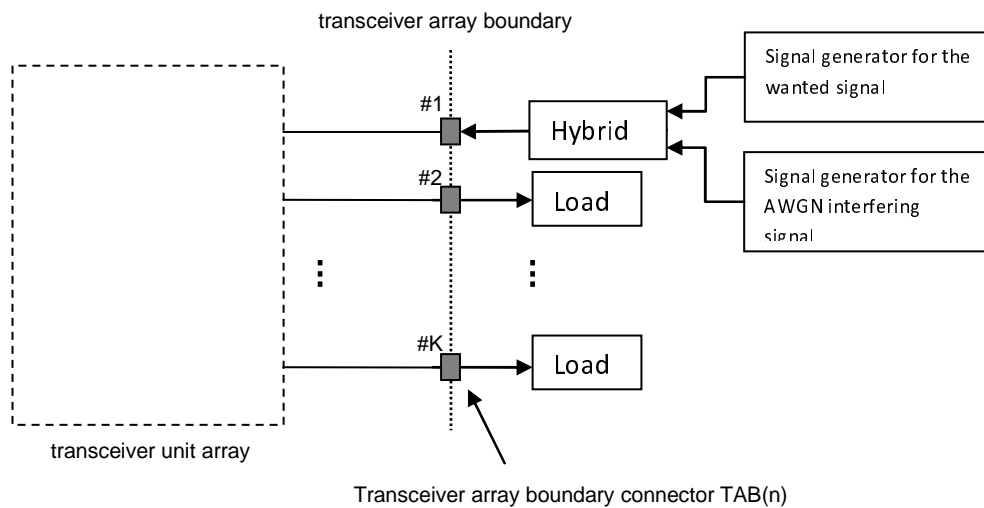 transceiver array boundary
Signal generator for the
wanted signal
#1
Hybrid
#2
Load
Signal generator for the
AWGN interfering
signal
#K
Load
transceiver unit array
Transceiver array boundary connector TAB(n)